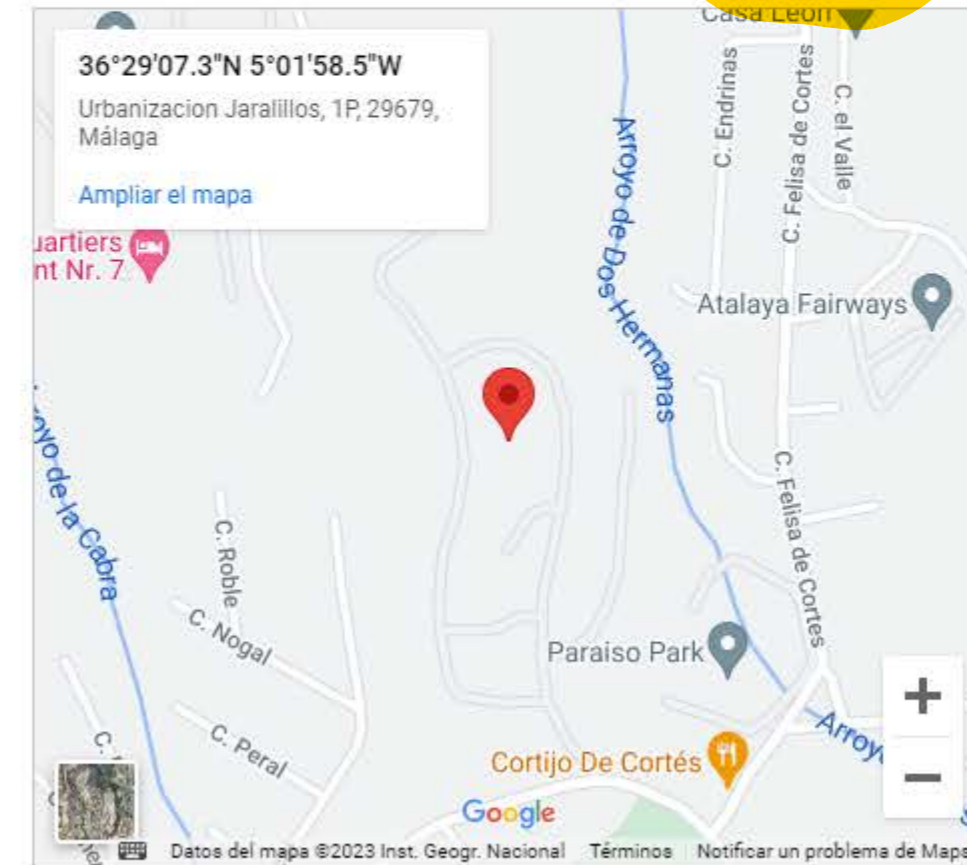 Casa Leon
36°29'07.3"N 5°01'58.5"W
Urbanizacion Jaralillos, 1P, 29679,
Málaga
Ampliar el mapa
uartiers
nt Nr. 7
C. Endrinas
C. Felisa de Cortes
C. el Valle
Arroyo de Dos Hermanas
Atalaya Fairways
royo de la Cabra
C. Roble
C. Nogal
C. Felisa de Cortes
Paraiso Park
C. Peral
Cortijo De Cortés
Arroy
C.
+
−
Google
Datos del mapa ©2023 Inst. Geogr. Nacional
Términos
Notificar un problema de Maps